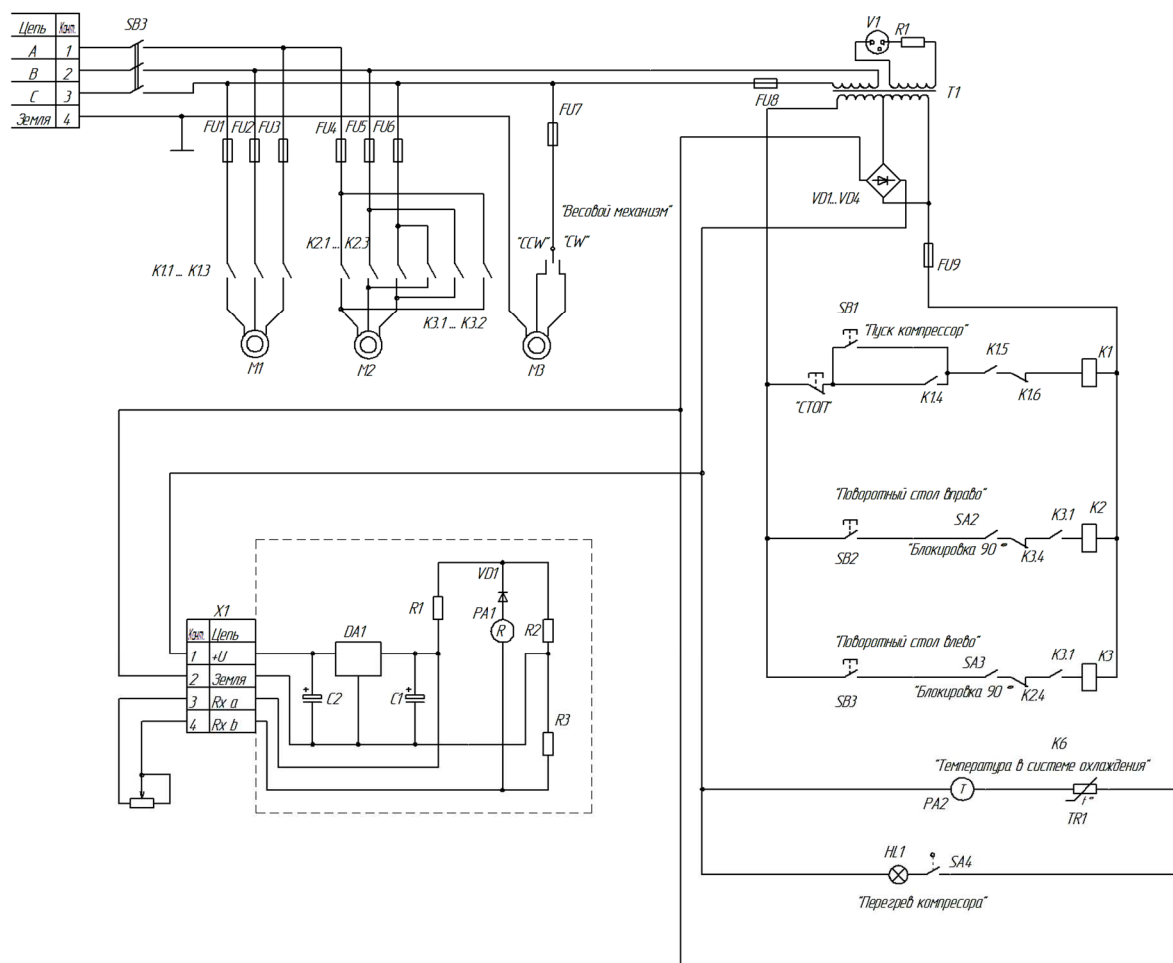 Цепь Конт.
A 1
B 2
C 3
Земля 4
SB3
V1
R1
T1
FU8
FU1 FU2 FU3
FU4 FU5 FU6
FU7
VD1...VD4
FU9
"Весовой механизм"
"CCW" "CW"
K1.1 ... K1.3
K2.1 ... K2.3
K3.1 ... K3.2
M1
M2
M3
SB1
"Пуск компрессор"
"СТОП"
K1.4
K1.5
K1.6
K1
"Поворотный стол вправо"
SB2
SA2
"Блокировка 90 °"
K3.4
K3.1
K2
"Поворотный стол влево"
SB3
SA3
"Блокировка 90 °"
K2.4
K3.1
K3
K6
"Температура в системе охлаждения"
PA2
T
t°
TR1
HL1
SA4
"Перегрев компресора"
X1
Конт. Цепь
1 +U
2 Земля
3 Rx a
4 Rx b
DA1
C2
C1
R1
VD1
PA1
R
R2
R3